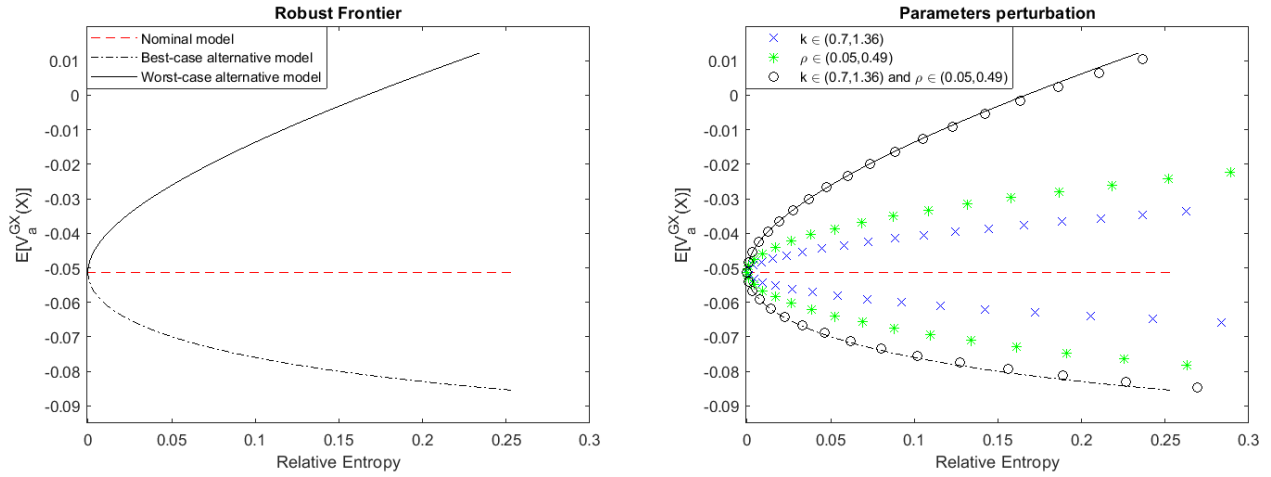 Robust Frontier
Nominal model
Best-case alternative model
Worst-case alternative model
0.01
0
-0.01
-0.02
-0.03
-0.04
-0.05
-0.06
-0.07
-0.08
-0.09
E[V_a^{GX}(X)]
0 0.05 0.1 0.15 0.2 0.25 0.3
Relative Entropy
Parameters perturbation
k ∈ (0.7,1.36)
ρ ∈ (0.05,0.49)
k ∈ (0.7,1.36) and ρ ∈ (0.05,0.49)
0.01
0
-0.01
-0.02
-0.03
-0.04
-0.05
-0.06
-0.07
-0.08
-0.09
E[V_a^{GX}(X)]
0 0.05 0.1 0.15 0.2 0.25 0.3
Relative Entropy